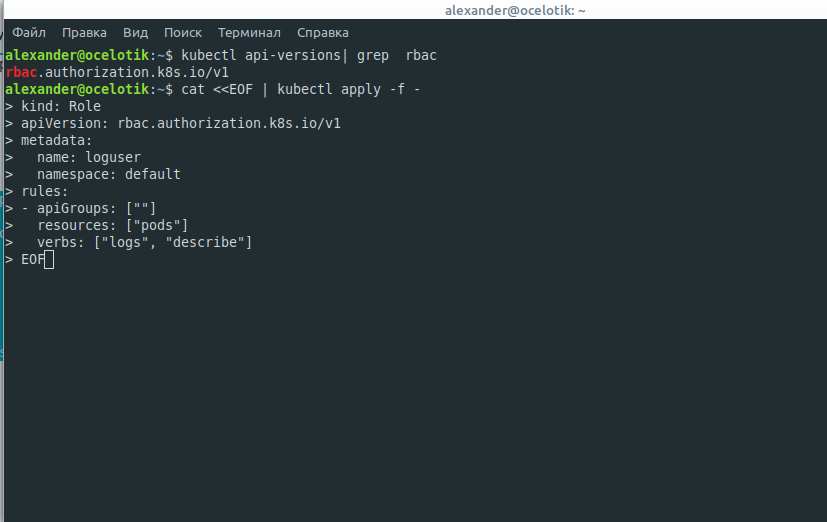 alexander@ocelotik: ~
Файл Правка Вид Поиск Терминал Справка
alexander@ocelotik:~$ kubectl api-versions| grep  rbac
rbac.authorization.k8s.io/v1
alexander@ocelotik:~$ cat <<EOF | kubectl apply -f -
> kind: Role
> apiVersion: rbac.authorization.k8s.io/v1
> metadata:
>   name: loguser
>   namespace: default
> rules:
> - apiGroups: [""]
>   resources: ["pods"]
>   verbs: ["logs", "describe"]
> EOF